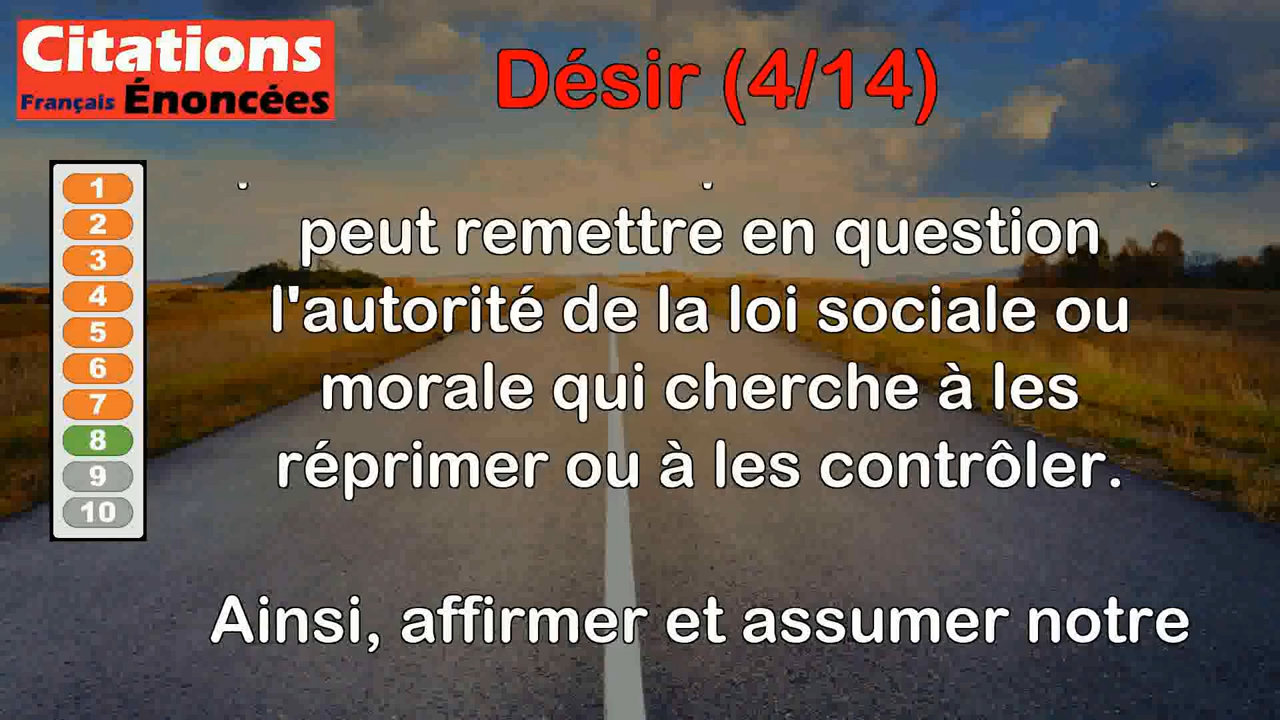 Citations
Français Énoncées
Désir (4/14)
1
2
3
4
5
6
7
8
9
10
peut remettre en question
l'autorité de la loi sociale ou
morale qui cherche à les
réprimer ou à les contrôler.
Ainsi, affirmer et assumer notre